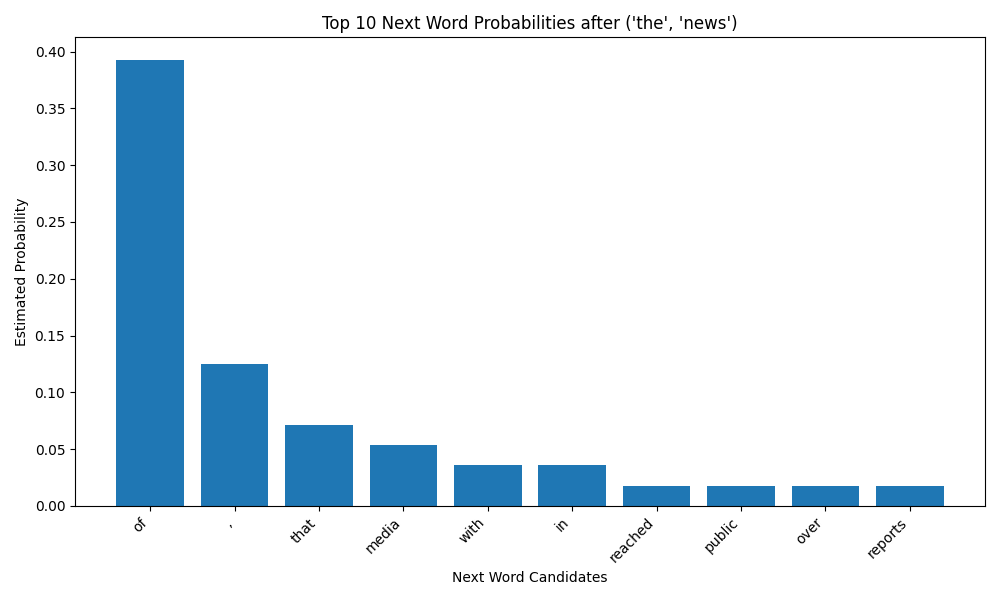 Top 10 Next Word Probabilities after ('the', 'news')
Estimated Probability
0.40
0.35
0.30
0.25
0.20
0.15
0.10
0.05
0.00
of
,
that
media
with
in
reached
public
over
reports
Next Word Candidates